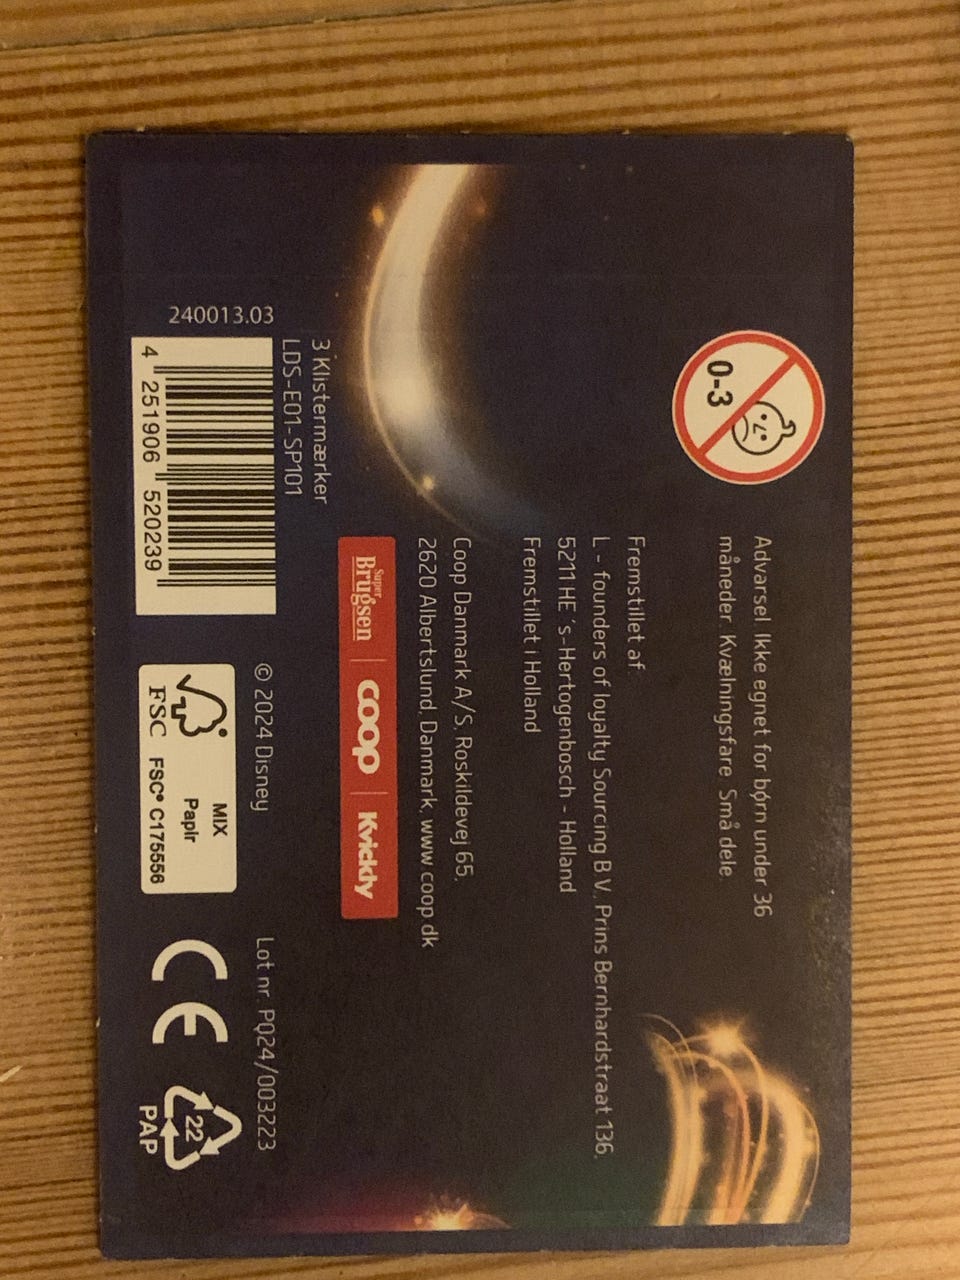 0-3
Advarsel Ikke egnet for børn under 36
måneder. Kvælningsfare. Små dele.
Fremstillet af:
L - founders of loyalty Sourcing B.V, Prins Bernhardstraat 136,
5211 HE 's-Hertogenbosch - Holland
Fremstillet i Holland
Coop Danmark A/S, Roskildevej 65,
2620 Albertslund, Danmark, www.coop.dk
Super Brugsen | coop | Kvickly
3 Klistermærker
LDS-E01-SP101
240013.03
4 251906 520239
© 2024 Disney
FSC
MIX
Papir
FSC® C175556
Lot nr. PQ24/003223
CE
22
PAP